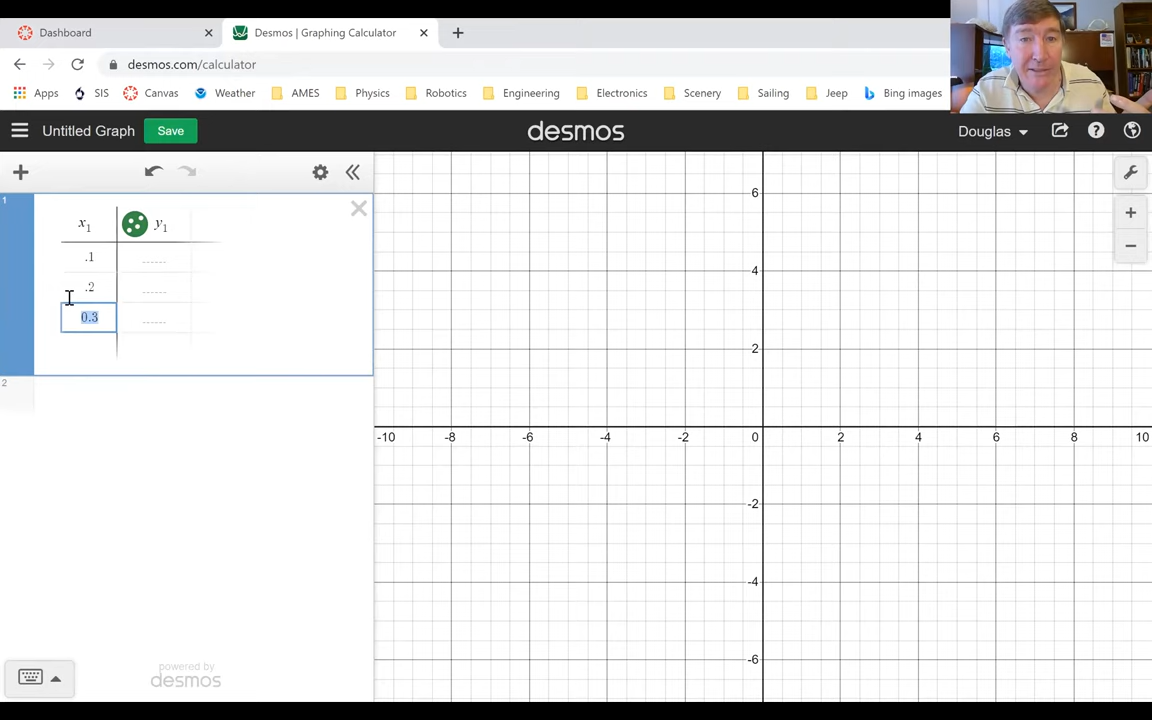 Dashboard
Desmos | Graphing Calculator
desmos.com/calculator
Apps SIS Canvas Weather AMES Physics Robotics Engineering Electronics Scenery Sailing Jeep Bing images
Untitled Graph Save desmos Douglas
1
x1 y1
.1
.2
0.3
2
powered by
desmos
6
4
2
-10 -8 -6 -4 -2 0 2 4 6 8 10
-2
-4
-6